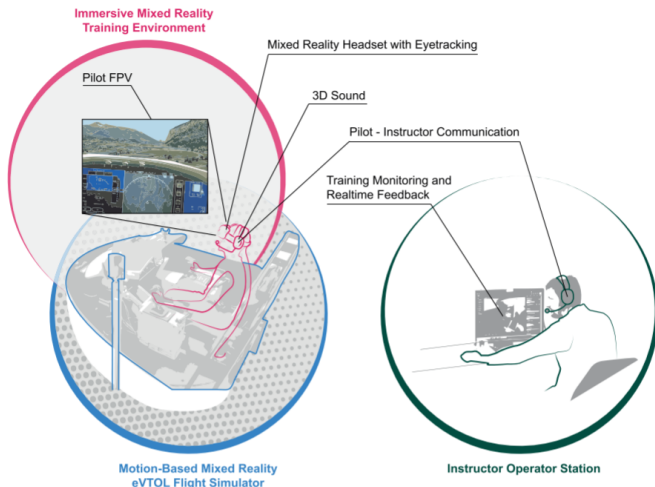 Immersive Mixed Reality
Training Environment
Mixed Reality Headset with Eyetracking
Pilot FPV
3D Sound
Pilot - Instructor Communication
Training Monitoring and
Realtime Feedback
Motion-Based Mixed Reality
eVTOL Flight Simulator
Instructor Operator Station